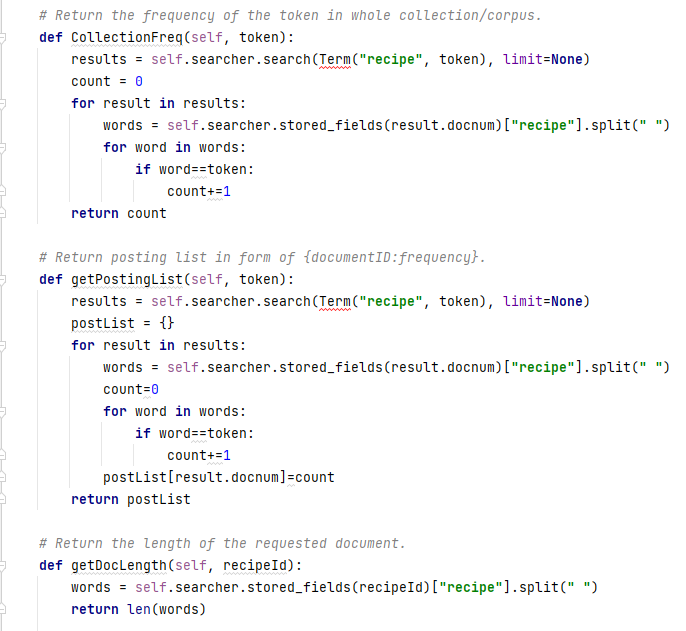 # Return the frequency of the token in whole collection/corpus.
def CollectionFreq(self, token):
    results = self.searcher.search(Term("recipe", token), limit=None)
    count = 0
    for result in results:
        words = self.searcher.stored_fields(result.docnum)["recipe"].split(" ")
        for word in words:
            if word==token:
                count+=1
    return count

# Return posting list in form of {documentID:frequency}.
def getPostingList(self, token):
    results = self.searcher.search(Term("recipe", token), limit=None)
    postList = {}
    for result in results:
        words = self.searcher.stored_fields(result.docnum)["recipe"].split(" ")
        count=0
        for word in words:
            if word==token:
                count+=1
        postList[result.docnum]=count
    return postList

# Return the length of the requested document.
def getDocLength(self, recipeId):
    words = self.searcher.stored_fields(recipeId)["recipe"].split(" ")
    return len(words)